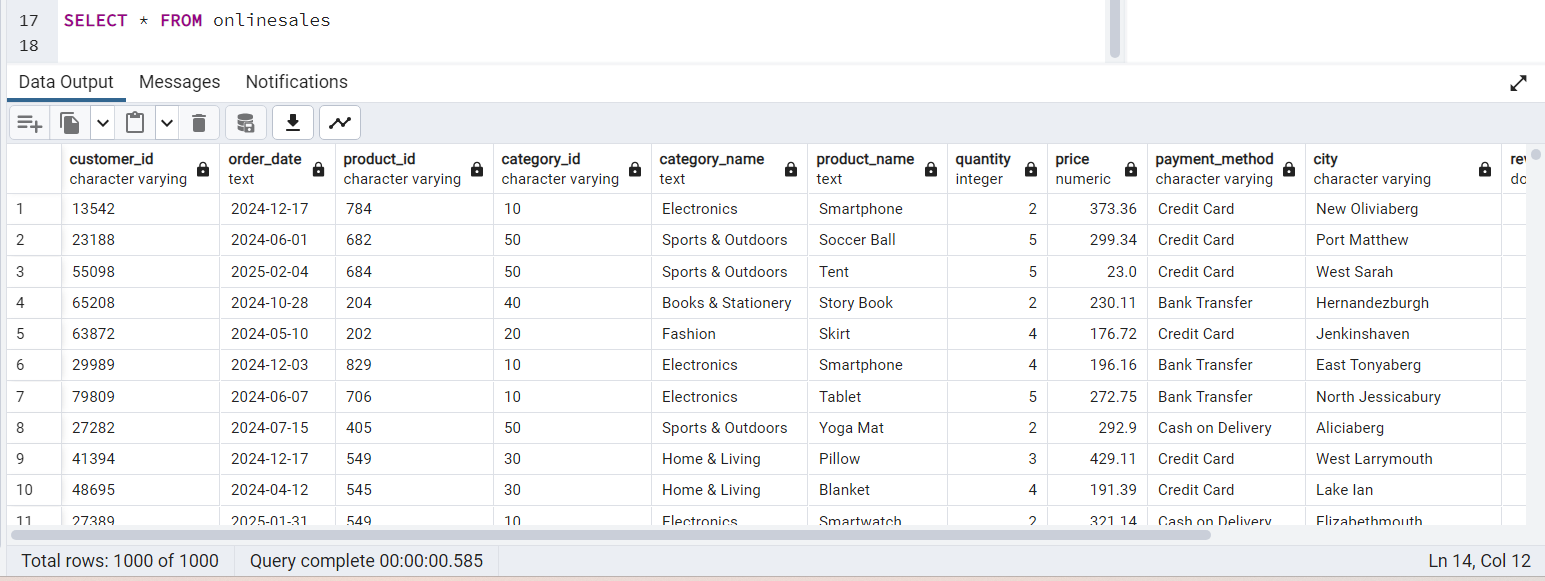 17 SELECT * FROM onlinesales
18
Data Output Messages Notifications
customer_id order_date product_id category_id category_name product_name quantity price payment_method city rev
character varying text character varying character varying text text integer numeric character varying character varying do
1 13542 2024-12-17 784 10 Electronics Smartphone 2 373.36 Credit Card New Oliviaberg
2 23188 2024-06-01 682 50 Sports & Outdoors Soccer Ball 5 299.34 Credit Card Port Matthew
3 55098 2025-02-04 684 50 Sports & Outdoors Tent 5 23.0 Credit Card West Sarah
4 65208 2024-10-28 204 40 Books & Stationery Story Book 2 230.11 Bank Transfer Hernandezburgh
5 63872 2024-05-10 202 20 Fashion Skirt 4 176.72 Credit Card Jenkinshaven
6 29989 2024-12-03 829 10 Electronics Smartphone 4 196.16 Bank Transfer East Tonyaberg
7 79809 2024-06-07 706 10 Electronics Tablet 5 272.75 Bank Transfer North Jessicabury
8 27282 2024-07-15 405 50 Sports & Outdoors Yoga Mat 2 292.9 Cash on Delivery Aliciaberg
9 41394 2024-12-17 549 30 Home & Living Pillow 3 429.11 Credit Card West Larrymouth
10 48695 2024-04-12 545 30 Home & Living Blanket 4 191.39 Credit Card Lake Ian
11 27389 2025-01-31 549 10 Electronics Smartwatch 2 321.14 Cash on Delivery Elizabethmouth
Total rows: 1000 of 1000 Query complete 00:00:00.585 Ln 14, Col 12